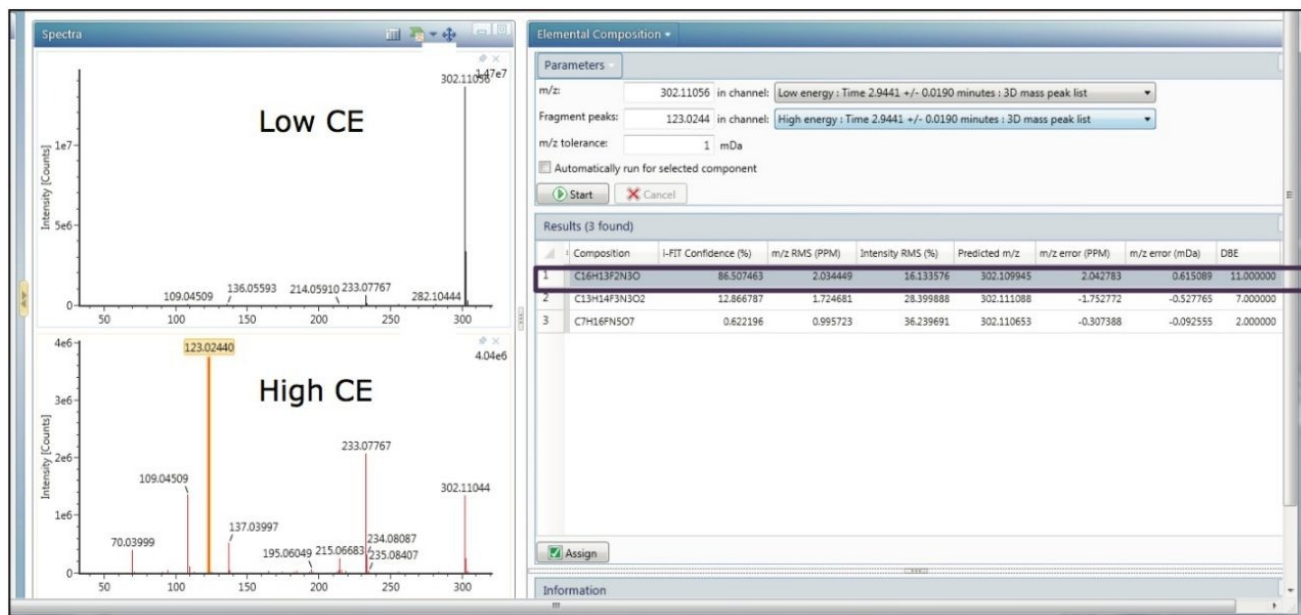 Spectra
1.47e7
302.11056
Low CE
Intensity [Counts]
1e7
5e6
0
109.04509
136.05593
214.05910
233.07767
282.10444
50 100 150 200 250 300
4e6
4.04e6
123.02440
High CE
Intensity [Counts]
3e6
2e6
1e6
0
233.07767
109.04509
302.11044
137.03997
234.08087
70.03999
195.06049
215.06683
235.08407
50 100 150 200 250 300
Elemental Composition
Parameters
m/z: 302.11056 in channel: Low energy : Time 2.9441 +/- 0.0190 minutes : 3D mass peak list
Fragment peaks: 123.0244 in channel: High energy : Time 2.9441 +/- 0.0190 minutes : 3D mass peak list
m/z tolerance: 1 mDa
Automatically run for selected component
Start Cancel
Results (3 found)
Composition i-FIT Confidence (%) m/z RMS (PPM) Intensity RMS (%) Predicted m/z m/z error (PPM) m/z error (mDa) DBE
1 C16H13F2N3O 86.507463 2.034449 16.133576 302.109945 2.042783 0.615089 11.000000
2 C13H14F3N3O2 12.866787 1.724681 28.399888 302.111088 -1.752772 -0.527765 7.000000
3 C7H16FN5O7 0.622196 0.995723 36.239691 302.110653 -0.307388 -0.092555 2.000000
Assign
Information